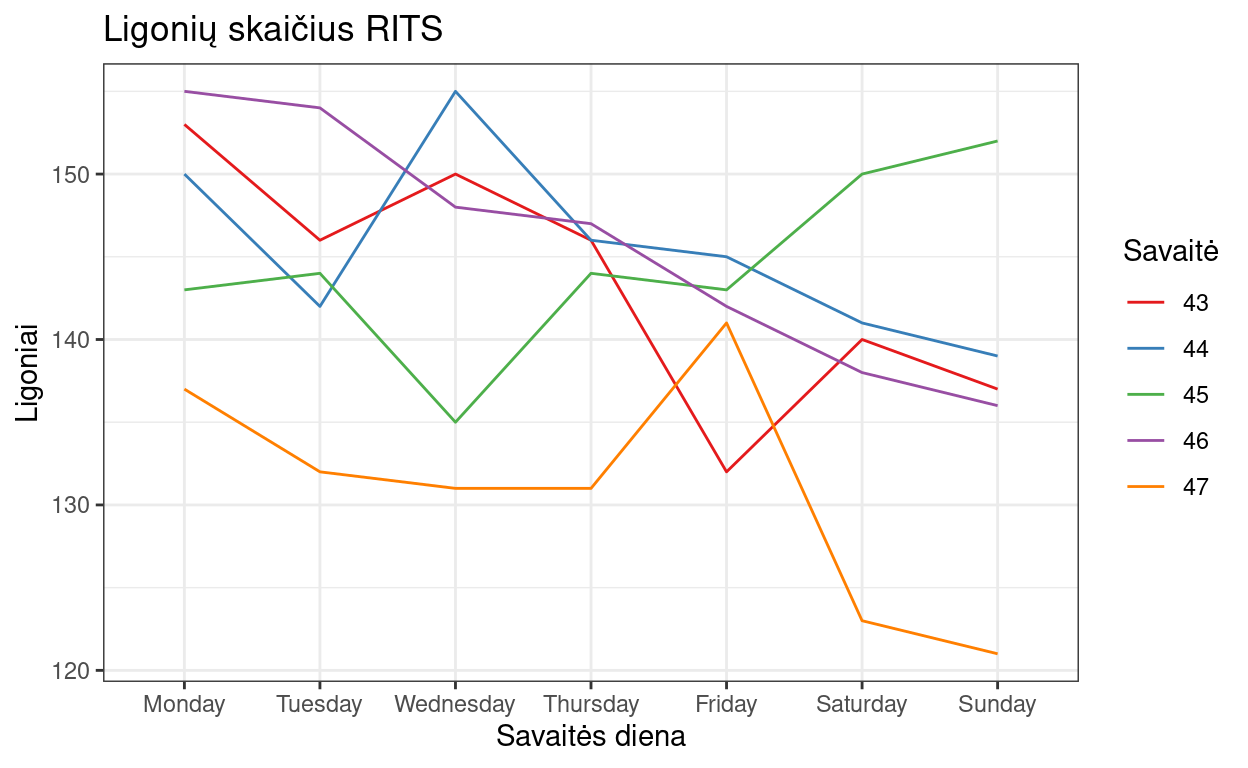 Ligonių skaičius RITS
Ligoniai
150
140
130
120
Monday Tuesday Wednesday Thursday Friday Saturday Sunday
Savaitės diena
Savaitė
43
44
45
46
47